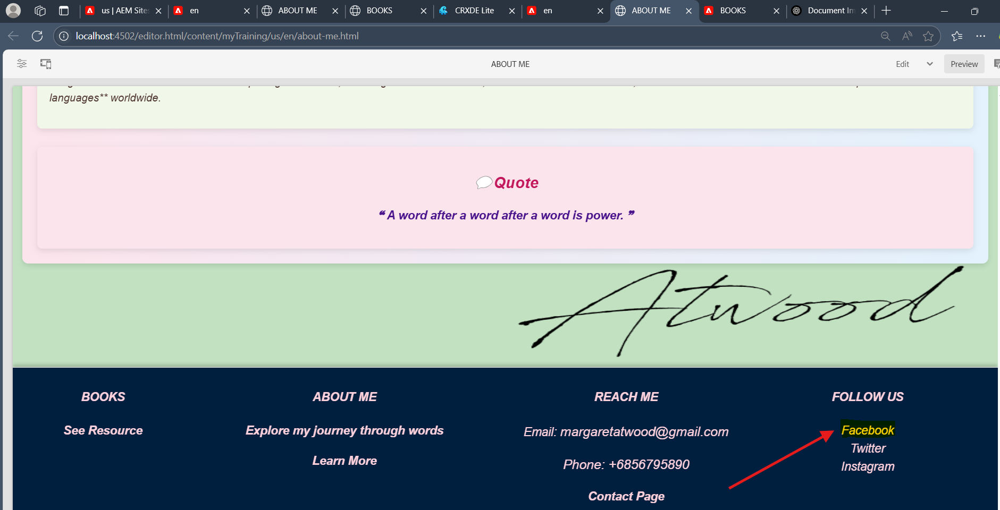 us | AEM Sites
en
ABOUT ME
BOOKS
CRXDE Lite
en
ABOUT ME
BOOKS
Document Im
localhost:4502/editor.html/content/myTraining/us/en/about-me.html
ABOUT ME
Edit
Preview
languages** worldwide.
Quote
❝ A word after a word after a word is power. ❞
Atwood
BOOKS
See Resource
ABOUT ME
Explore my journey through words
Learn More
REACH ME
Email: margaretatwood@gmail.com
Phone: +6856795890
Contact Page
FOLLOW US
Facebook
Twitter
Instagram